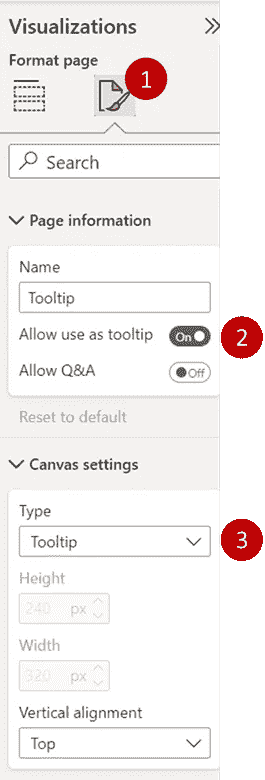 Visualizations
Format page
1
Search
Page information
Name
Tooltip
Allow use as tooltip On 2
Allow Q&A Off
Reset to default
Canvas settings
Type
Tooltip 3
Height
240 px
Width
320 px
Vertical alignment
Top